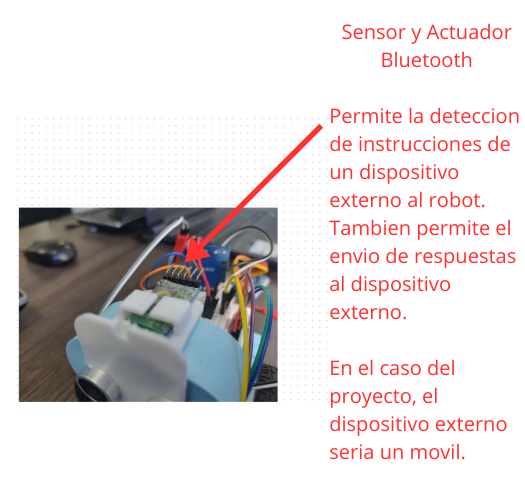 Sensor y Actuador
Bluetooth
Permite la deteccion
de instrucciones de
un dispositivo
externo al robot.
Tambien permite el
envio de respuestas
al dispositivo
externo.
En el caso del
proyecto, el
dispositivo externo
seria un movil.